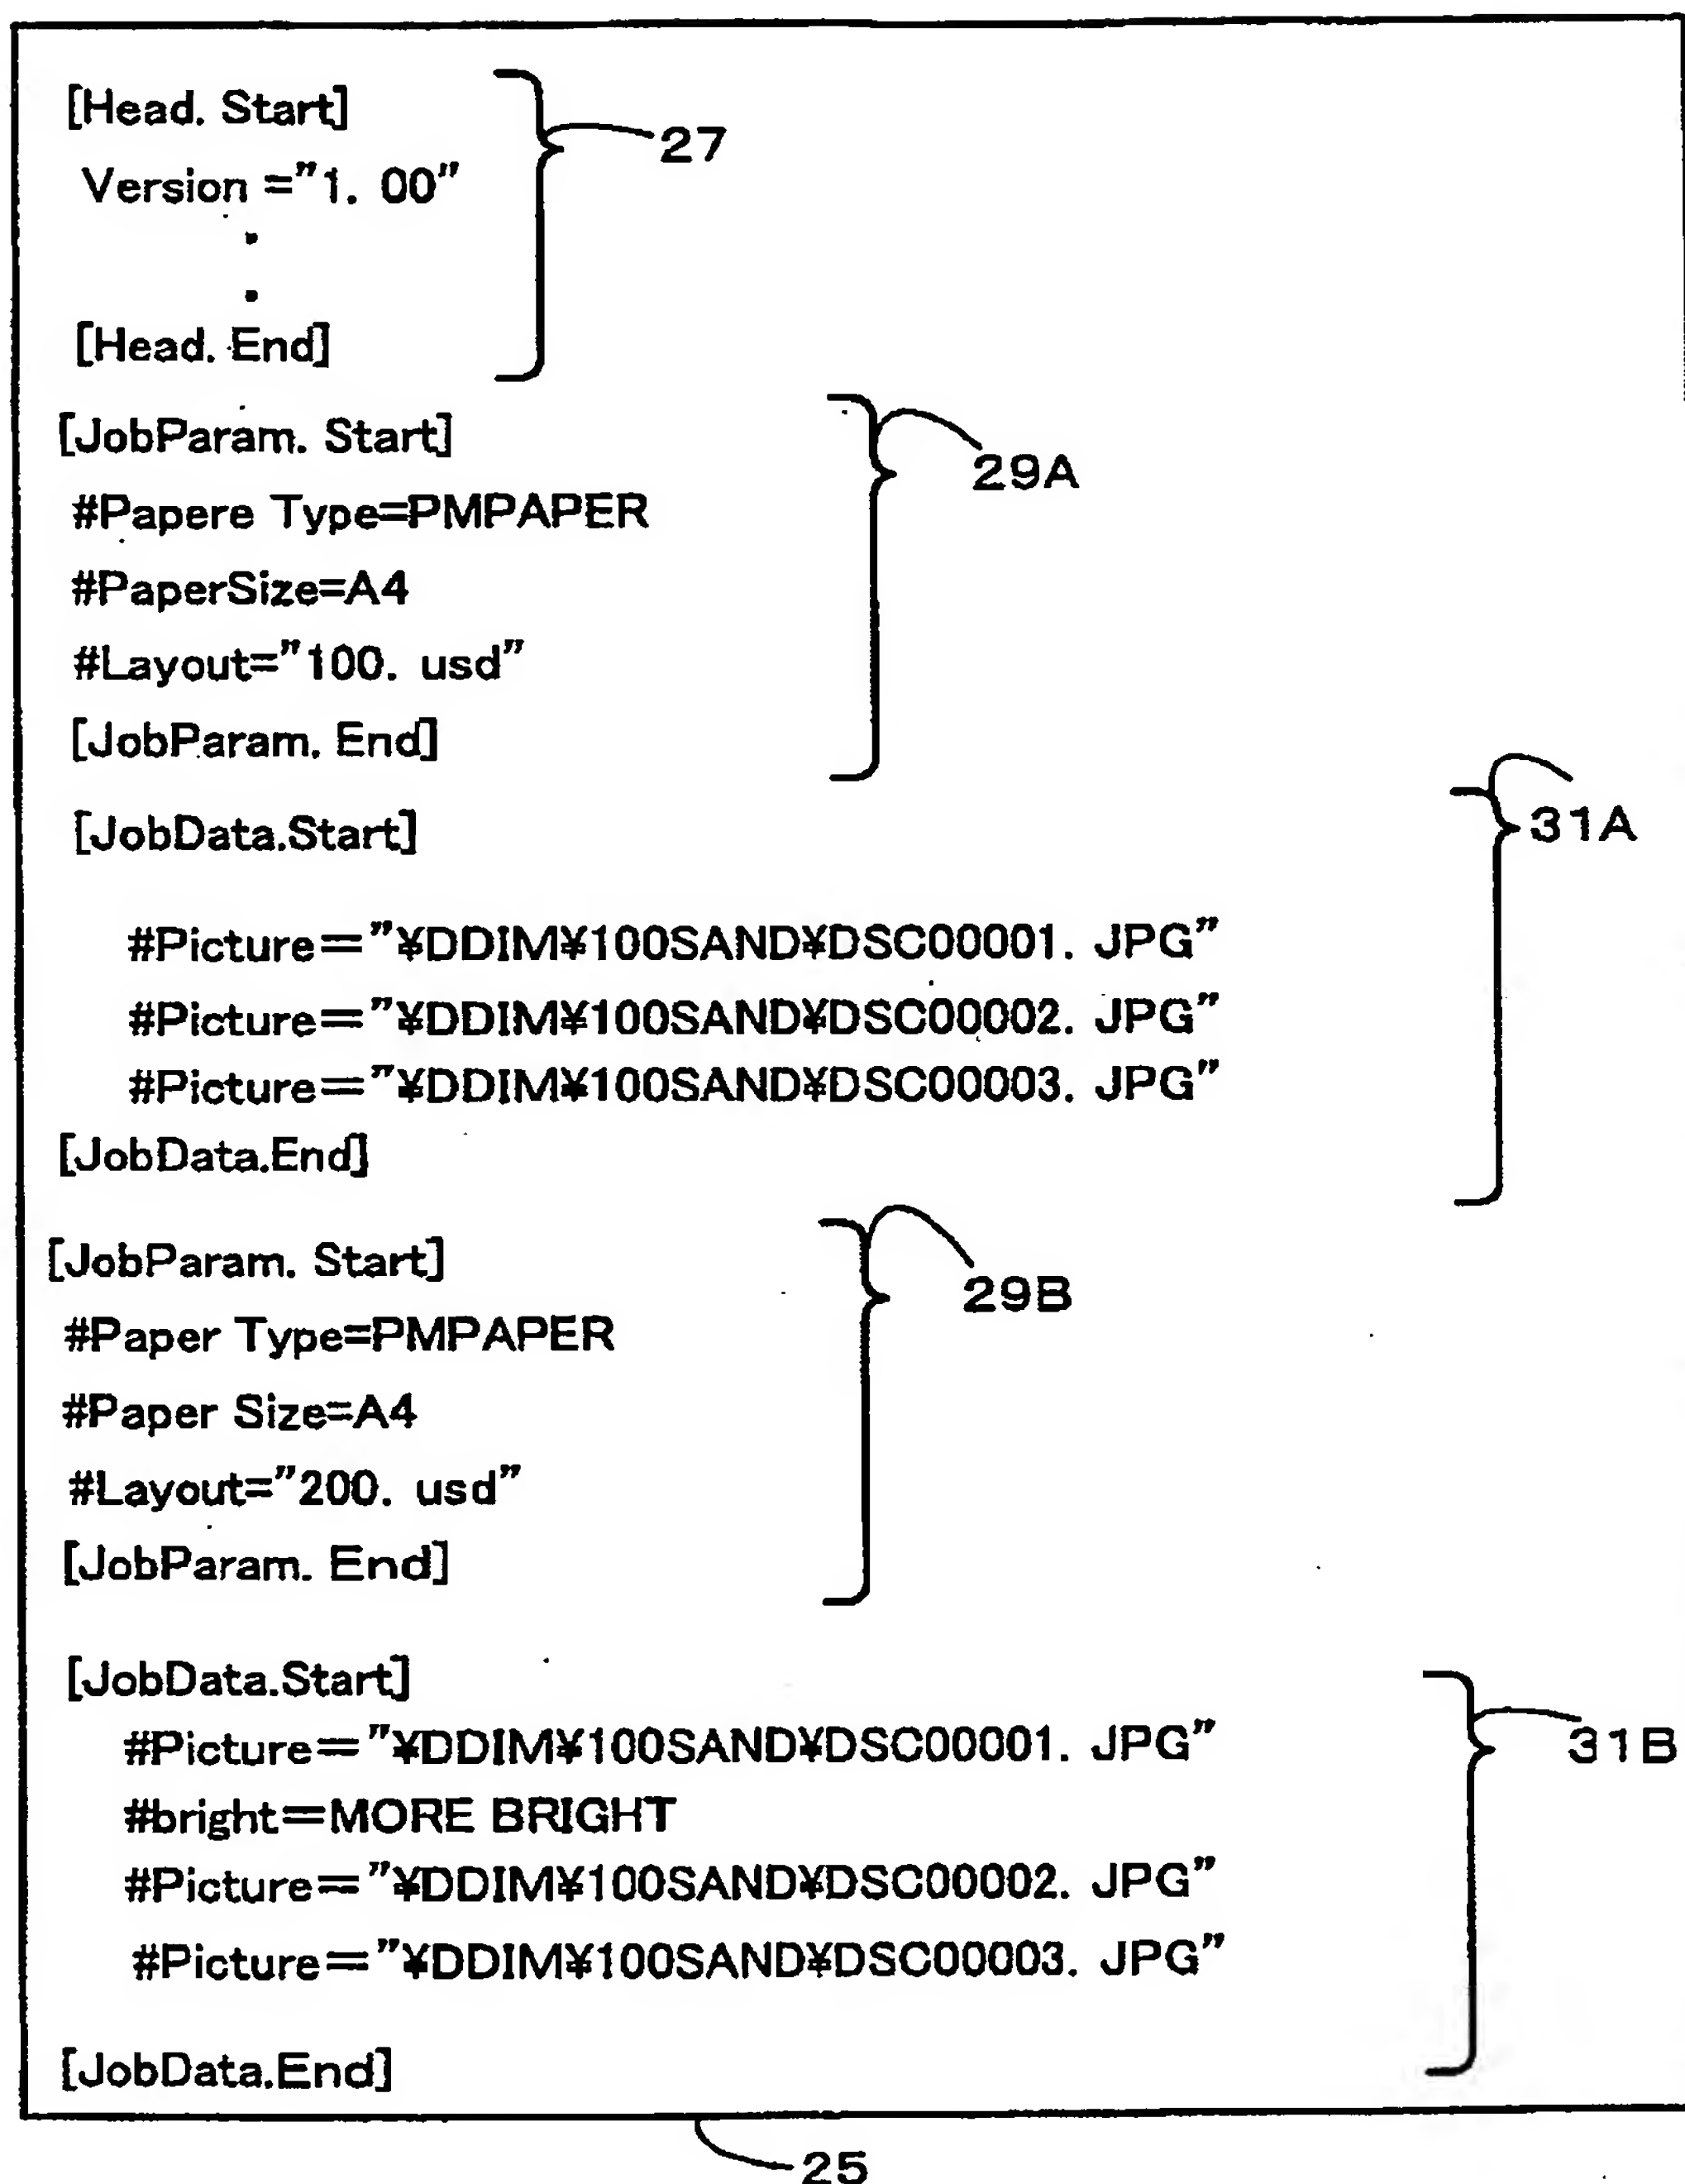 [Head. Start]
27
Version ="1. 00"
.
.
[Head. End]
[JobParam. Start]
29A
#Papere Type=PMPAPER
#PaperSize=A4
#Layout="100. usd"
[JobParam. End]
[JobData.Start]
31A
#Picture="¥DDIM¥100SAND¥DSC00001. JPG"
#Picture="¥DDIM¥100SAND¥DSC00002. JPG"
#Picture="¥DDIM¥100SAND¥DSC00003. JPG"
[JobData.End]
[JobParam. Start]
29B
#Paper Type=PMPAPER
#Paper Size=A4
#Layout="200. usd"
[JobParam. End]
[JobData.Start]
#Picture="¥DDIM¥100SAND¥DSC00001. JPG"
31B
#bright=MORE BRIGHT
#Picture="¥DDIM¥100SAND¥DSC00002. JPG"
#Picture="¥DDIM¥100SAND¥DSC00003. JPG"
[JobData.End]
25